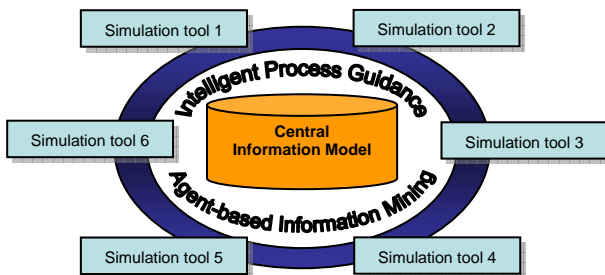 Simulation tool 1
Simulation tool 2
Intelligent Process Guidance
Central
Information Model
Simulation tool 6
Simulation tool 3
Agent-based Information Mining
Simulation tool 5
Simulation tool 4